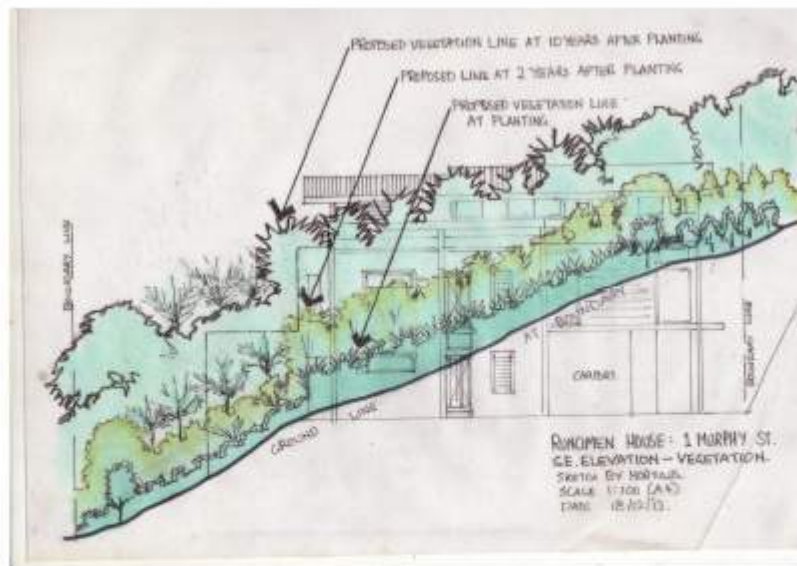 PROPOSED VEGETATION LINE AT 10 YEARS AFTER PLANTING
PROPOSED LINE AT 2 YEARS AFTER PLANTING
PROPOSED VEGETATION LINE
AT PLANTING
BOUNDARY LINE
GROUND LINE AT BOUNDARY
BOUNDARY LINE
HOUSE: 1 MURPHY ST.
S.E. ELEVATION - VEGETATION.
SKETCH BY
SCALE 1:100 (A4)
DATE